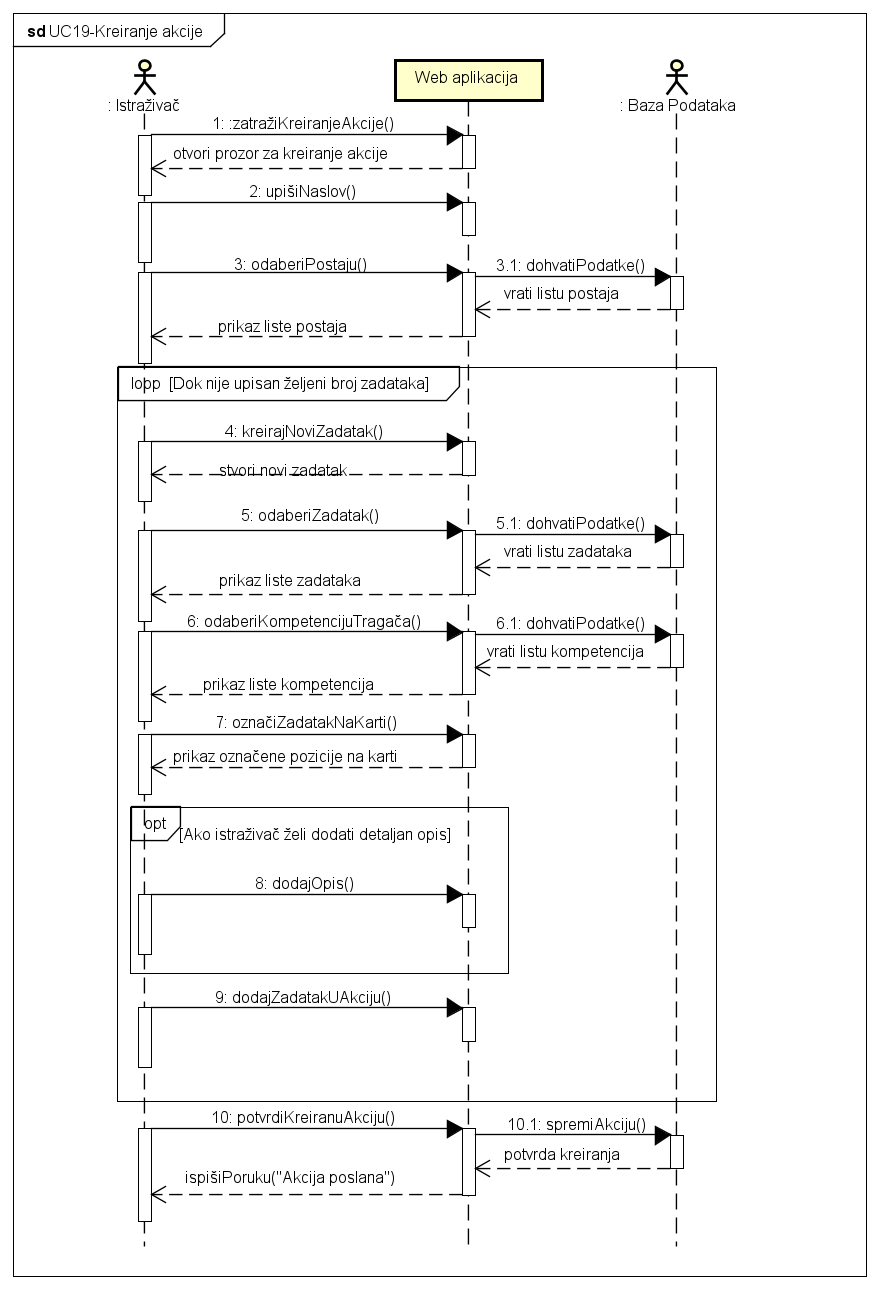 sd UC19-Kreiranje akcije
: Istraživač
Web aplikacija
: Baza Podataka
1: :zatražiKreiranjeAkcije()
otvori prozor za kreiranje akcije
2: upišiNaslov()
3: odaberiPostaju()
3.1: dohvatiPodatke()
vrati listu postaja
prikaz liste postaja
loop [Dok nije upisan željeni broj zadataka]
4: kreirajNoviZadatak()
stvori novi zadatak
5: odaberiZadatak()
5.1: dohvatiPodatke()
vrati listu zadataka
prikaz liste zadataka
6: odaberiKompetencijuTragača()
6.1: dohvatiPodatke()
vrati listu kompetencija
prikaz liste kompetencija
7: označiZadatakNaKarti()
prikaz označene pozicije na karti
opt
[Ako istraživač želi dodati detaljan opis]
8: dodajOpis()
9: dodajZadatakUAkciju()
10: potvrdiKreiranuAkciju()
10.1: spremiAkciju()
potvrda kreiranja
ispišiPoruku("Akcija poslana")